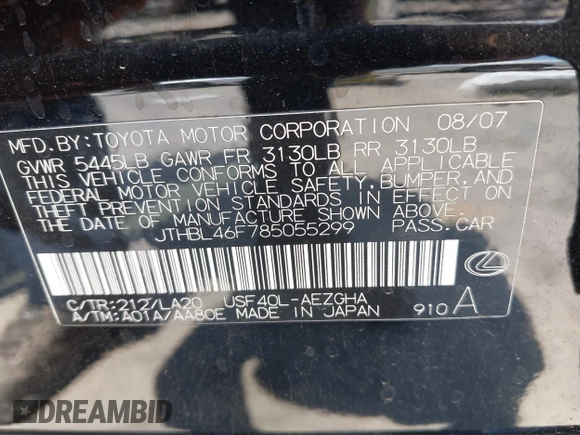 MFD.BY:TOYOTA MOTOR CORPORATION 08/07
GVWR 5445LB GAWR FR 3130LB RR 3130LB
THIS VEHICLE CONFORMS TO ALL APPLICABLE
FEDERAL MOTOR VEHICLE SAFETY,BUMPER,AND
THEFT PREVENTION STANDARDS IN EFFECT ON
THE DATE OF MANUFACTURE SHOWN ABOVE.
JTHBL46F785055299 PASS.CAR
C/TR:212/LA20 USF40L-AEZGHA
A/TM:A01A/AA80E MADE IN JAPAN 910A
DREAMBID